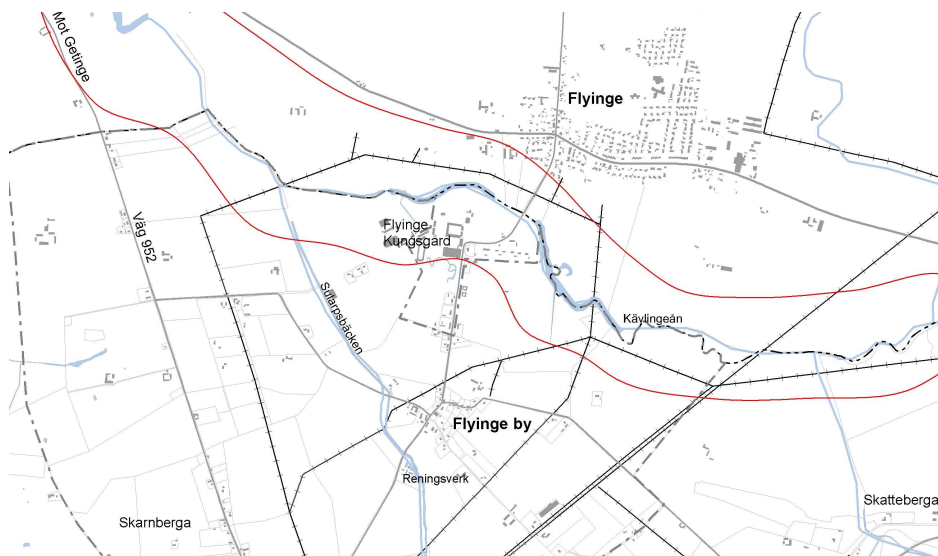 Mot Getinge
Flyinge
Väg 952
Flyinge
Kungsgård
Sularpsbäcken
Kävlingeån
Flyinge by
Reningsverk
Skatteberga
Skarnberga